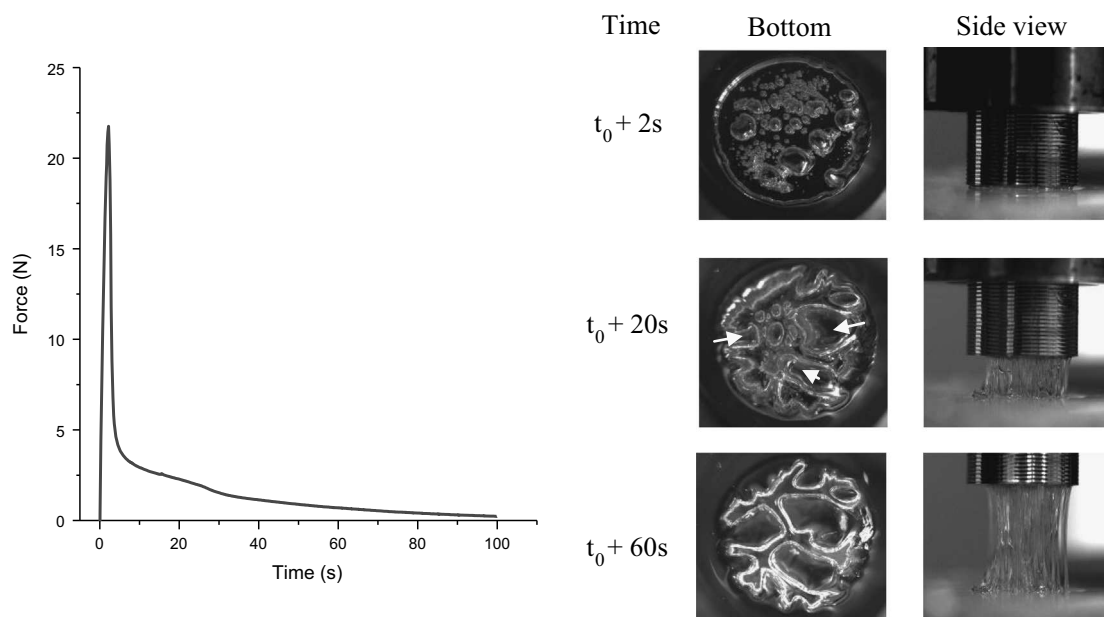 Time Bottom Side view
25
20
15
10
5
0
Force (N)
0 20 40 60 80 100
Time (s)
t0 + 2s
t0 + 20s
t0 + 60s